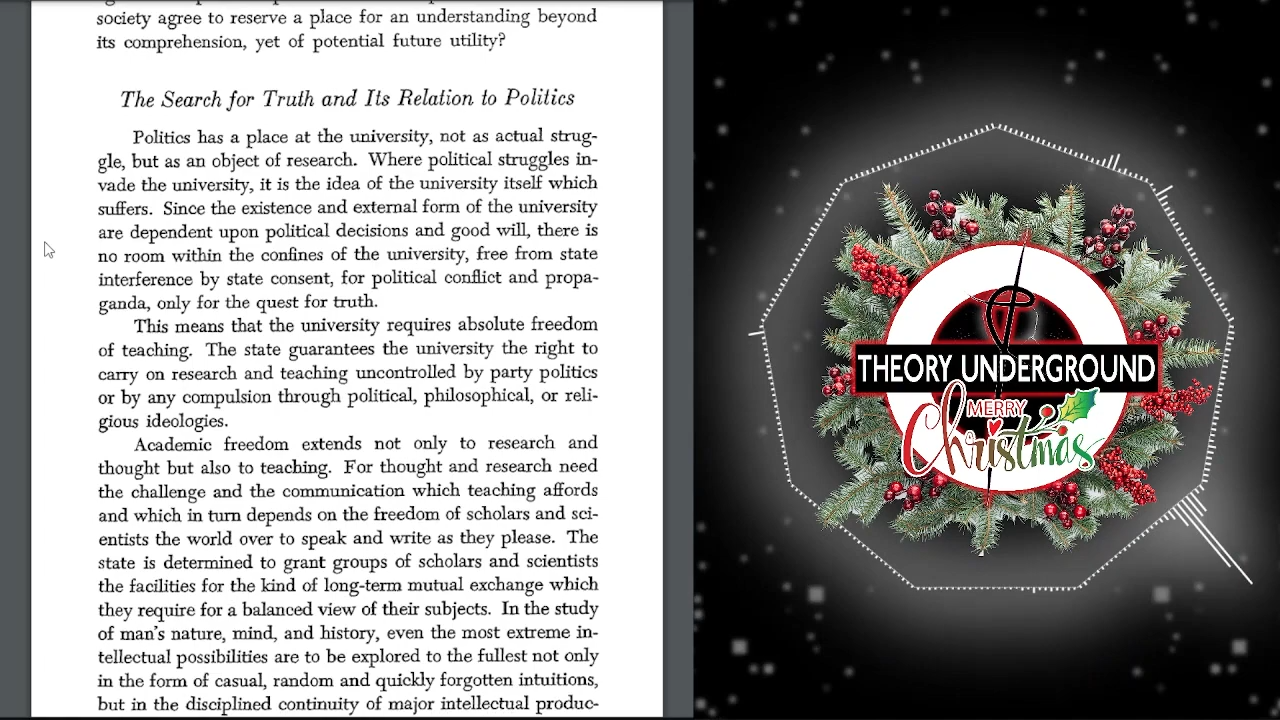 society agree to reserve a place for an understanding beyond
its comprehension, yet of potential future utility?
The Search for Truth and Its Relation to Politics
Politics has a place at the university, not as actual strug-
gle, but as an object of research. Where political struggles in-
vade the university, it is the idea of the university itself which
suffers. Since the existence and external form of the university
are dependent upon political decisions and good will, there is
no room within the confines of the university, free from state
interference by state consent, for political conflict and propa-
ganda, only for the quest for truth.
This means that the university requires absolute freedom
of teaching. The state guarantees the university the right to
carry on research and teaching uncontrolled by party politics
or by any compulsion through political, philosophical, or reli-
gious ideologies.
Academic freedom extends not only to research and
thought but also to teaching. For thought and research need
the challenge and the communication which teaching affords
and which in turn depends on the freedom of scholars and sci-
entists the world over to speak and write as they please. The
state is determined to grant groups of scholars and scientists
the facilities for the kind of long-term mutual exchange which
they require for a balanced view of their subjects. In the study
of man's nature, mind, and history, even the most extreme in-
tellectual possibilities are to be explored to the fullest not only
in the form of casual, random and quickly forgotten intuitions,
but in the disciplined continuity of major intellectual produc-
THEORY UNDERGROUND
MERRY
Christmas